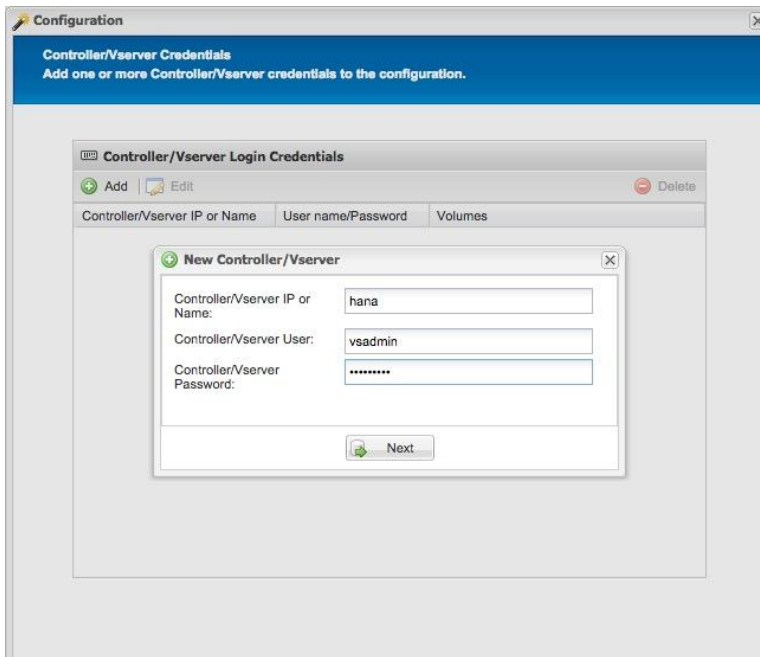 Configuration
Controller/Vserver Credentials
Add one or more Controller/Vserver credentials to the configuration.
Controller/Vserver Login Credentials
Add Edit Delete
Controller/Vserver IP or Name User name/Password Volumes
New Controller/Vserver
Controller/Vserver IP or
Name:
hana
Controller/Vserver User:
vsadmin
Controller/Vserver
Password:
•••••••••
Next